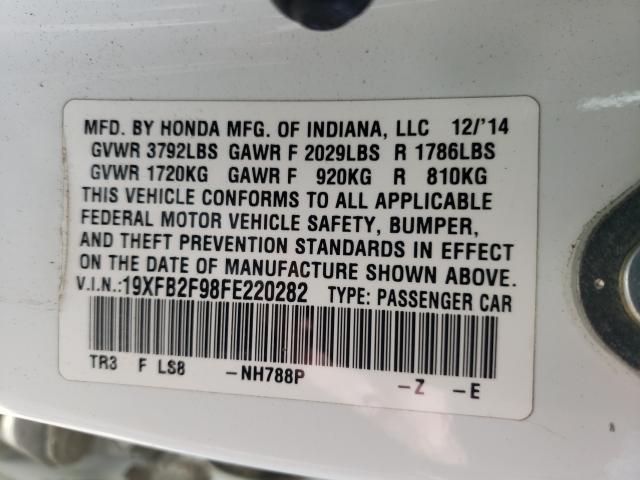 MFD. BY HONDA MFG. OF INDIANA, LLC 12/'14
GVWR 3792LBS GAWR F 2029LBS R 1786LBS
GVWR 1720KG GAWR F 920KG R 810KG
THIS VEHICLE CONFORMS TO ALL APPLICABLE
FEDERAL MOTOR VEHICLE SAFETY, BUMPER,
AND THEFT PREVENTION STANDARDS IN EFFECT
ON THE DATE OF MANUFACTURE SHOWN ABOVE.
V.I.N.:19XFB2F98FE220282 TYPE: PASSENGER CAR
TR3 F LS8 –NH788P –Z –E